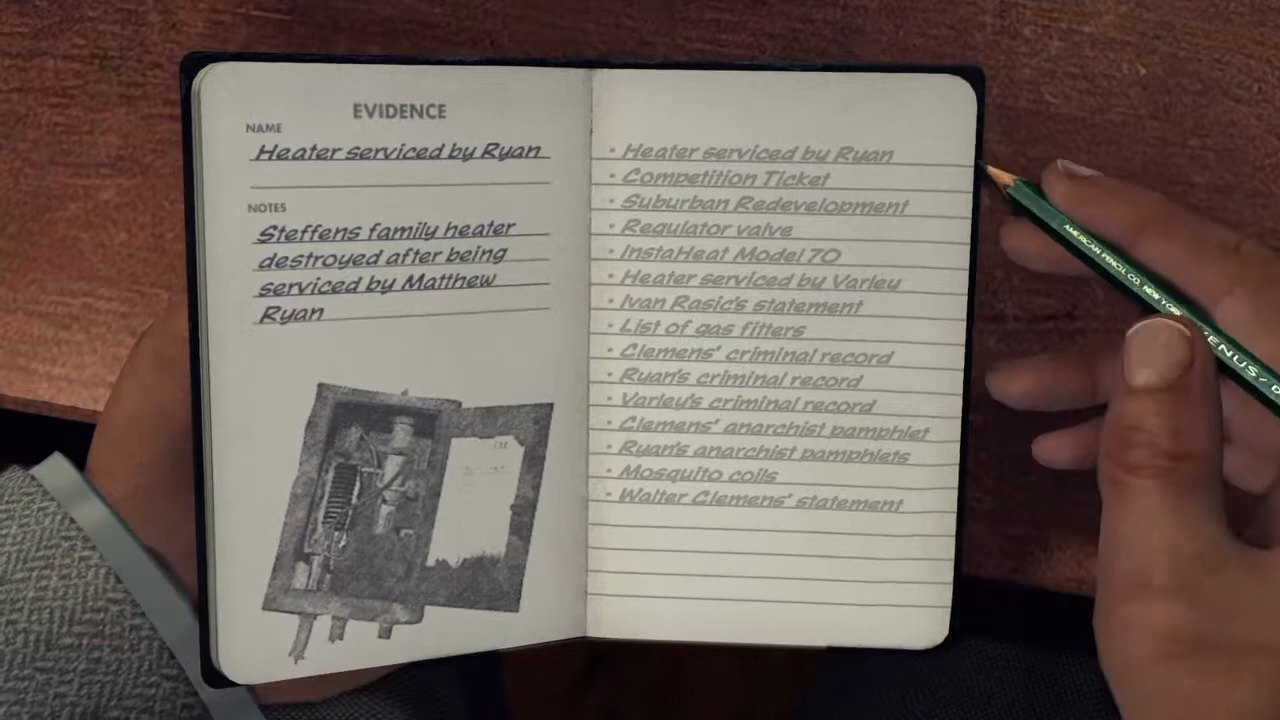 EVIDENCE
NAME
Heater serviced by Ryan
NOTES
Steffens family heater
destroyed after being
serviced by Matthew
Ryan
• Heater serviced by Ryan
• Competition Ticket
• Suburban Redevelopment
• Regulator valve
• InstaHeat Model 70
• Heater serviced by Varley
• Ivan Rasic's statement
• List of gas fitters
• Clemens' criminal record
• Ryan's criminal record
• Varley's criminal record
• Clemens' anarchist pamphlet
• Ryan's anarchist pamphlets
• Mosquito coils
• Walter Clemens' statement
AMERICAN PENCIL CO. NEW YORK
VENUS